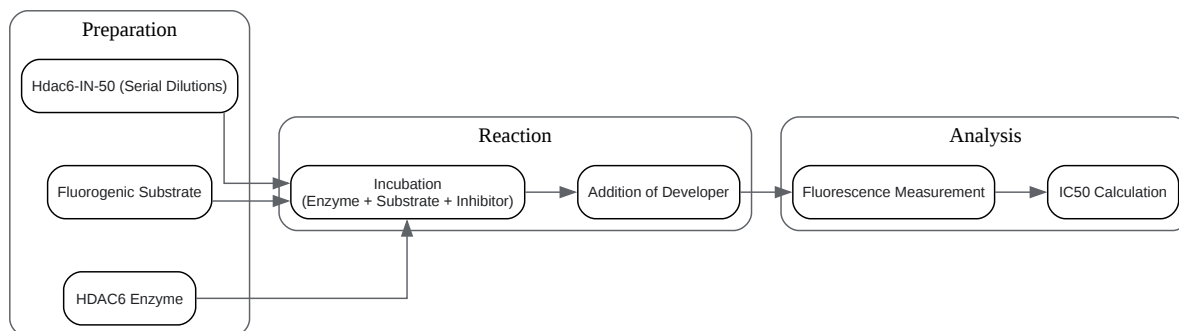 Preparation
Hdac6-IN-50 (Serial Dilutions)
Fluorogenic Substrate
HDAC6 Enzyme
Reaction
Incubation
(Enzyme + Substrate + Inhibitor)
Addition of Developer
Analysis
Fluorescence Measurement
IC50 Calculation